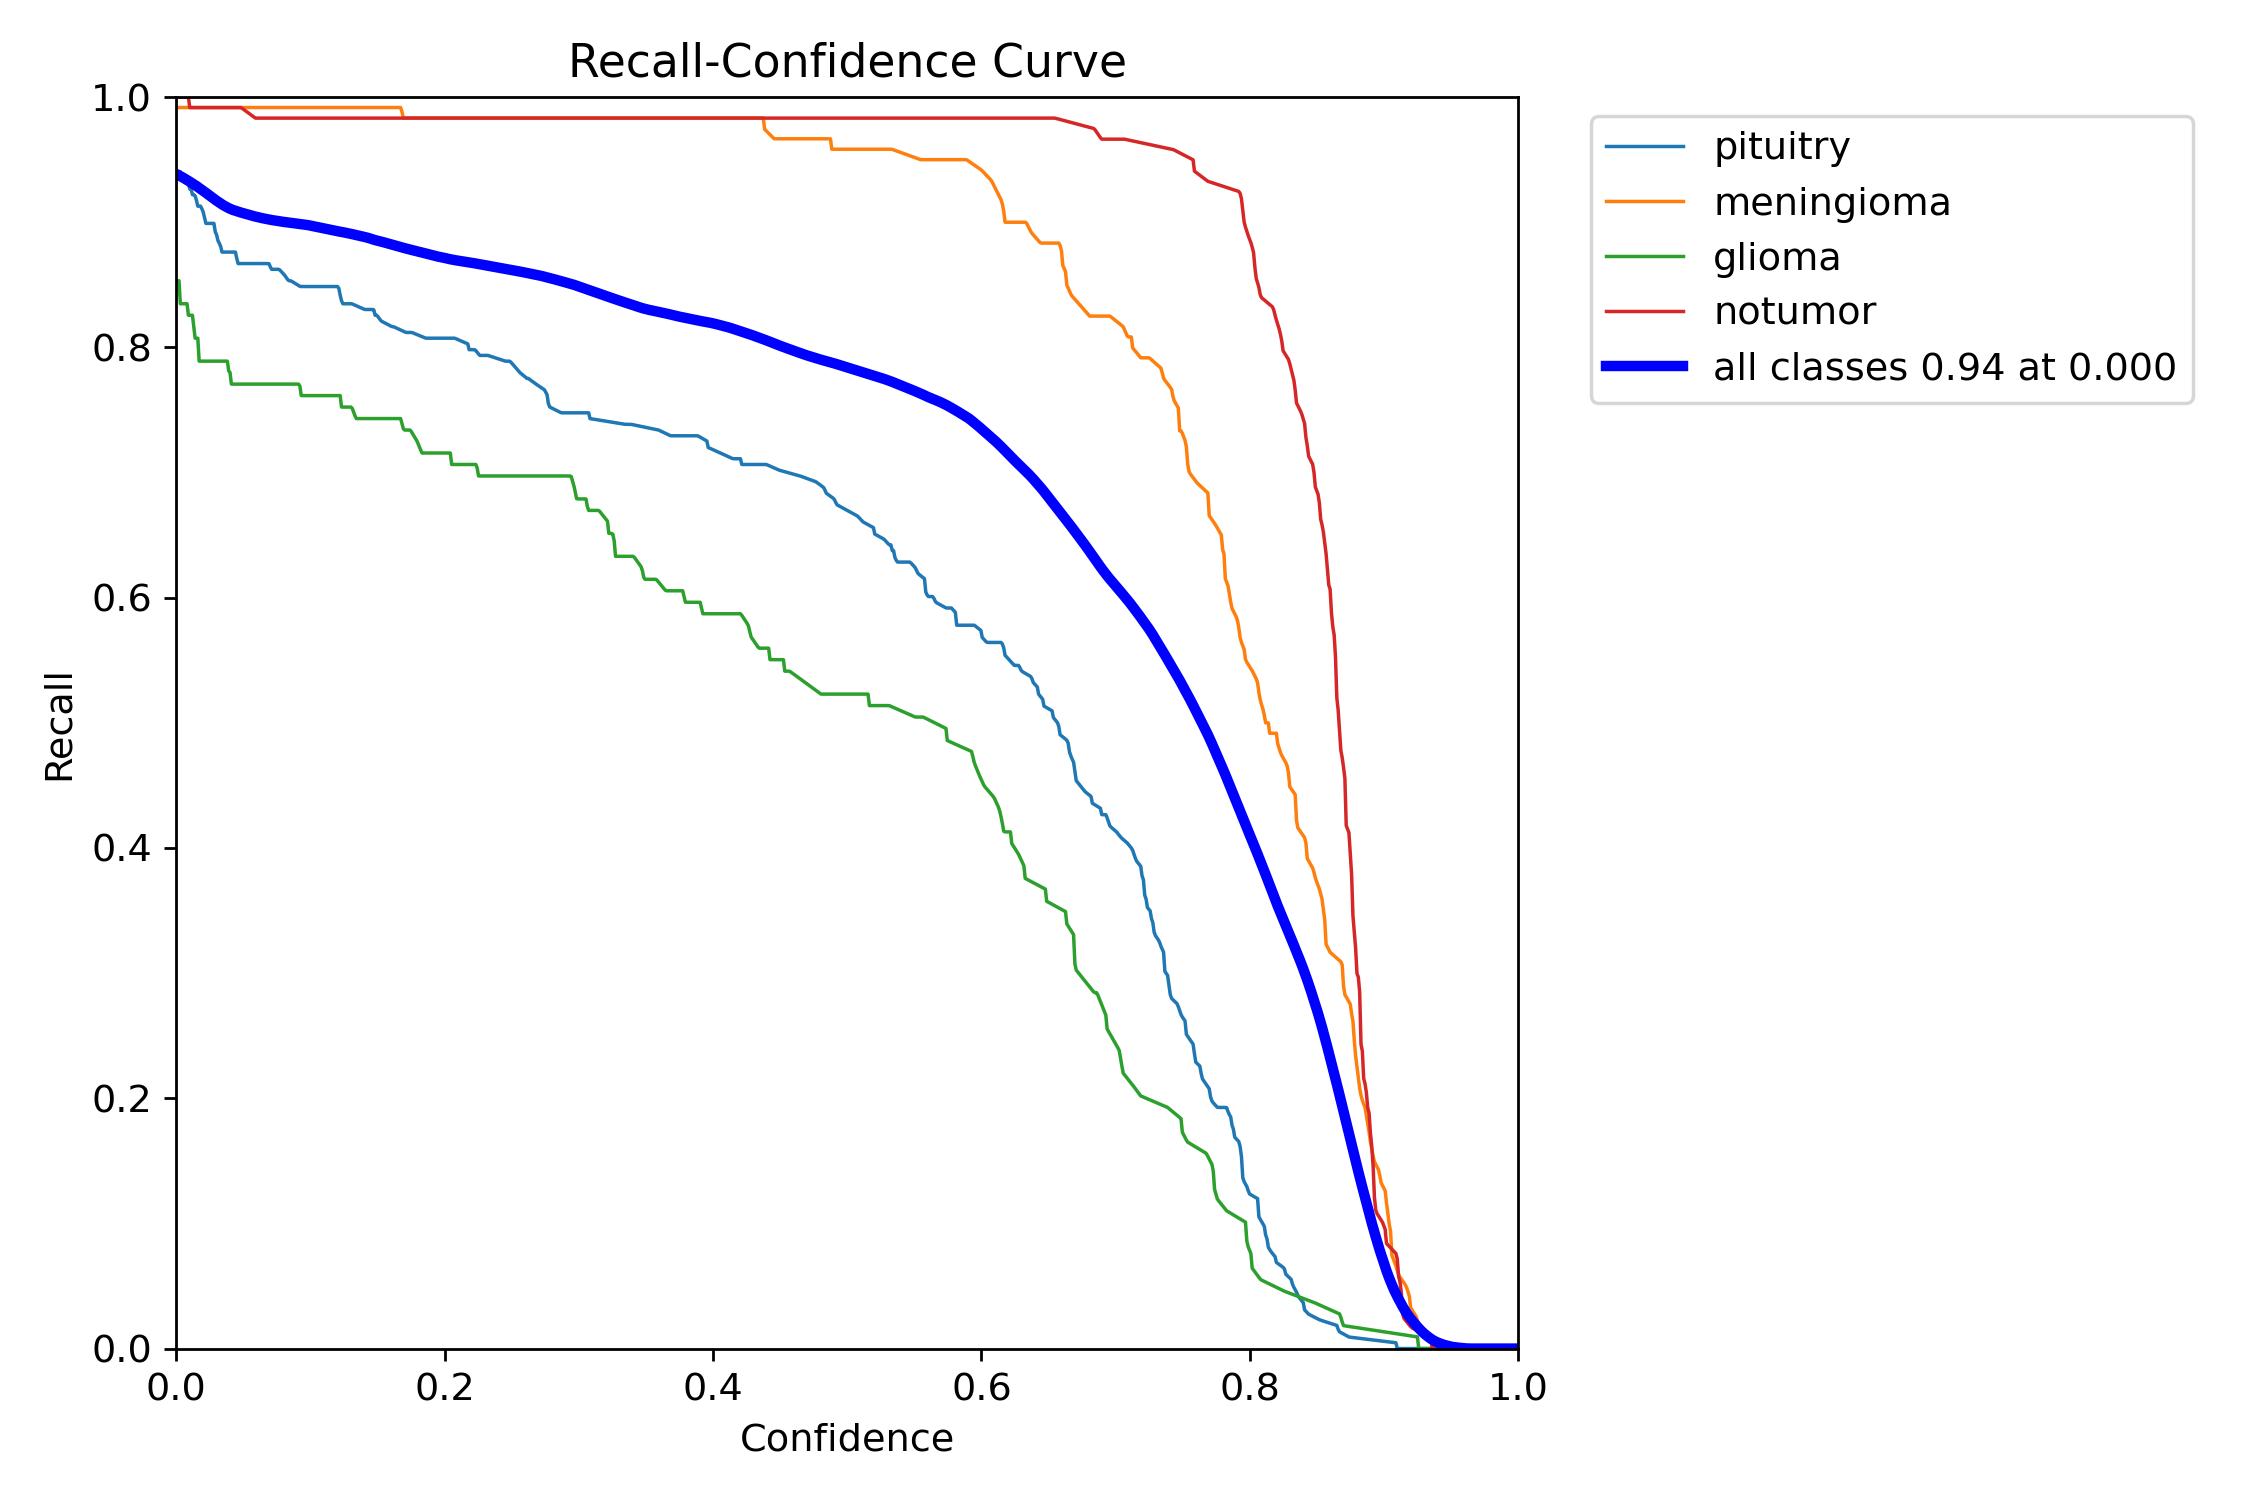 Recall-Confidence Curve
1.0
0.8
0.6
0.4
0.2
0.0
Recall
0.0 0.2 0.4 0.6 0.8 1.0
Confidence
pituitry
meningioma
glioma
notumor
all classes 0.94 at 0.000